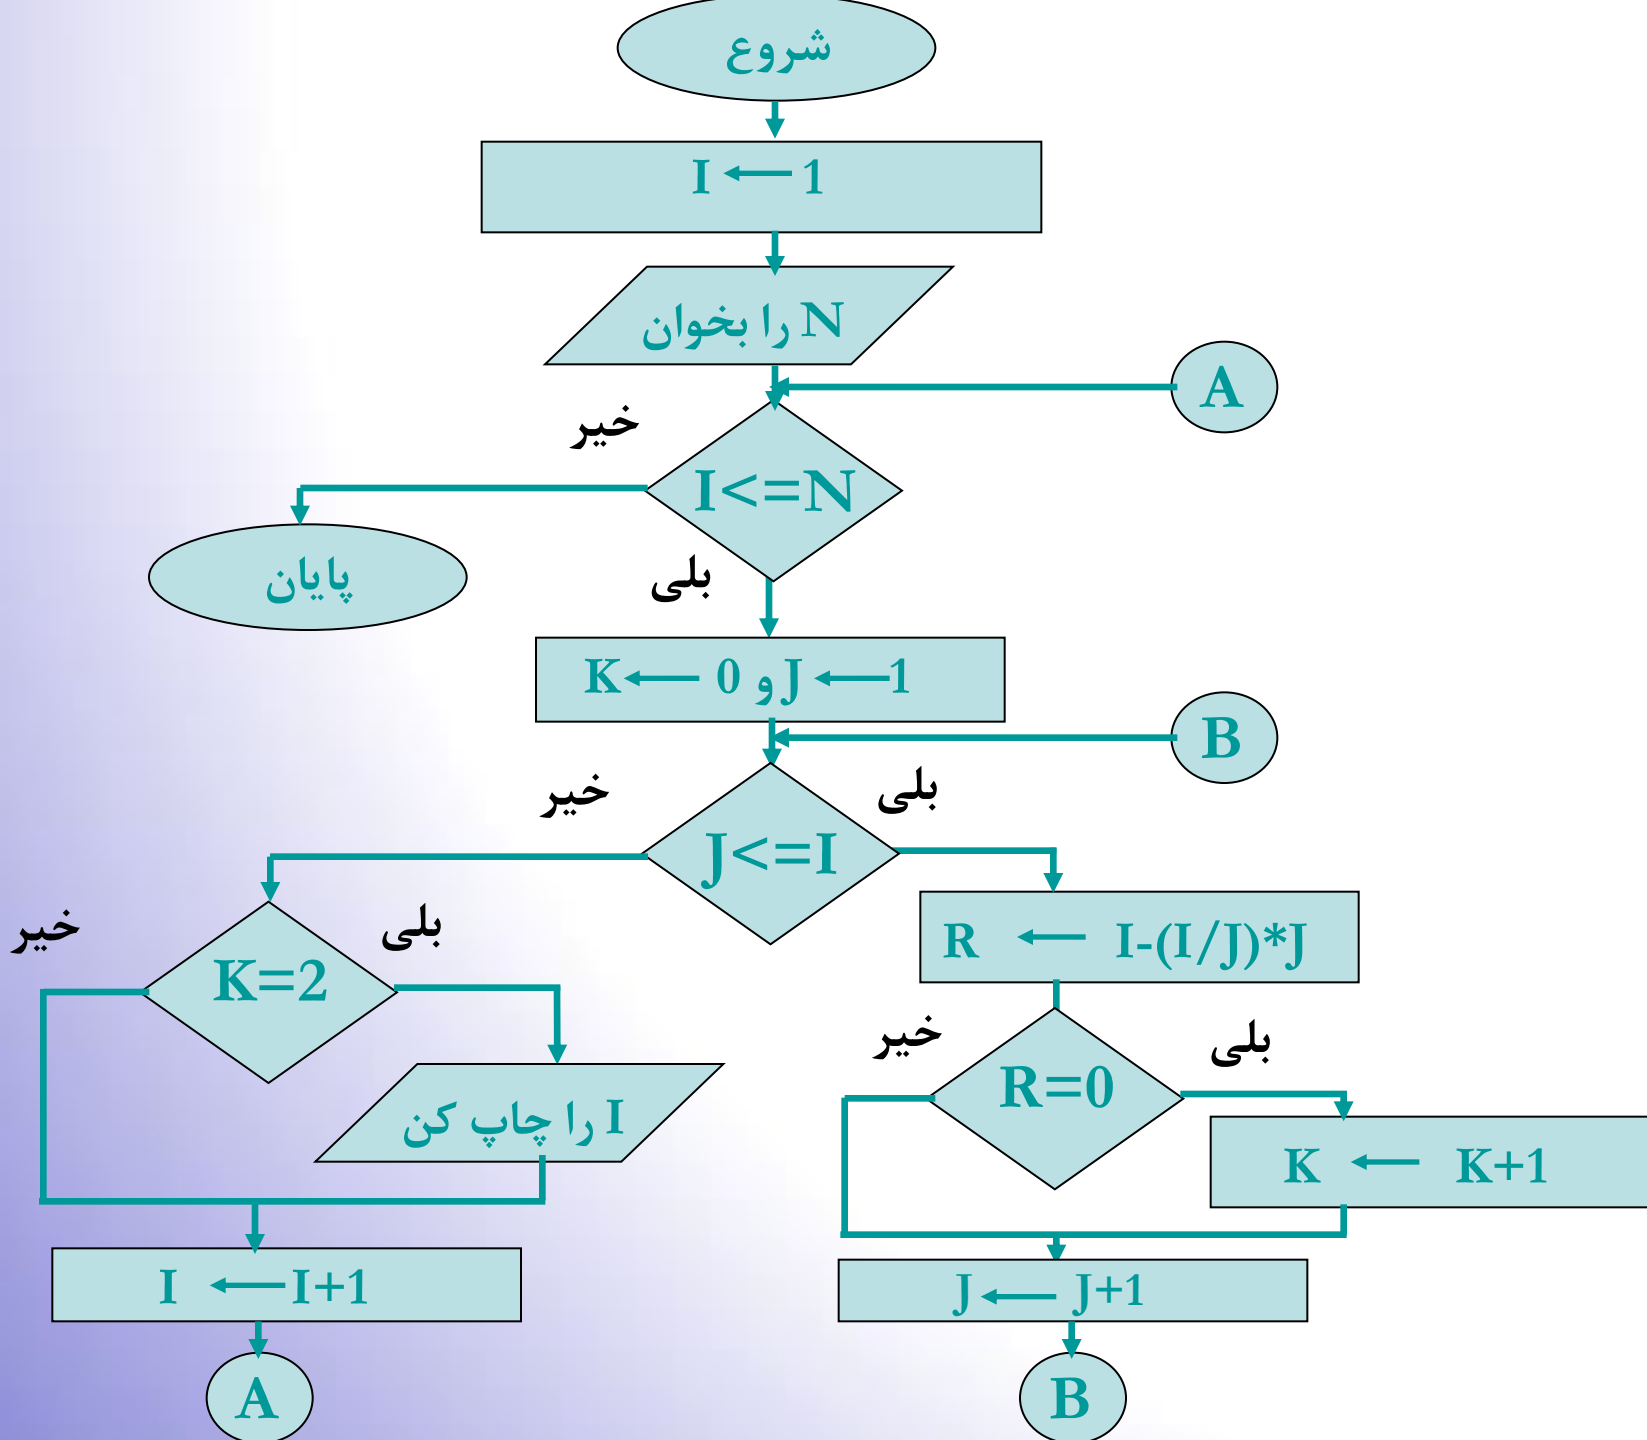 شروع
I ← 1
N را بخوان
A
خیر
I<=N
بلی
پایان
K ← 0 و J ← 1
B
خیر
بلی
J<=I
خیر
بلی
K=2
R ← I-(I/J)*J
خیر
بلی
R=0
I را چاپ کن
K ← K+1
I ← I+1
J ← J+1
A
B